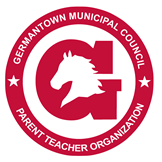 GERMANTOWN MUNICIPAL COUNCIL
G
PARENT TEACHER ORGANIZATION